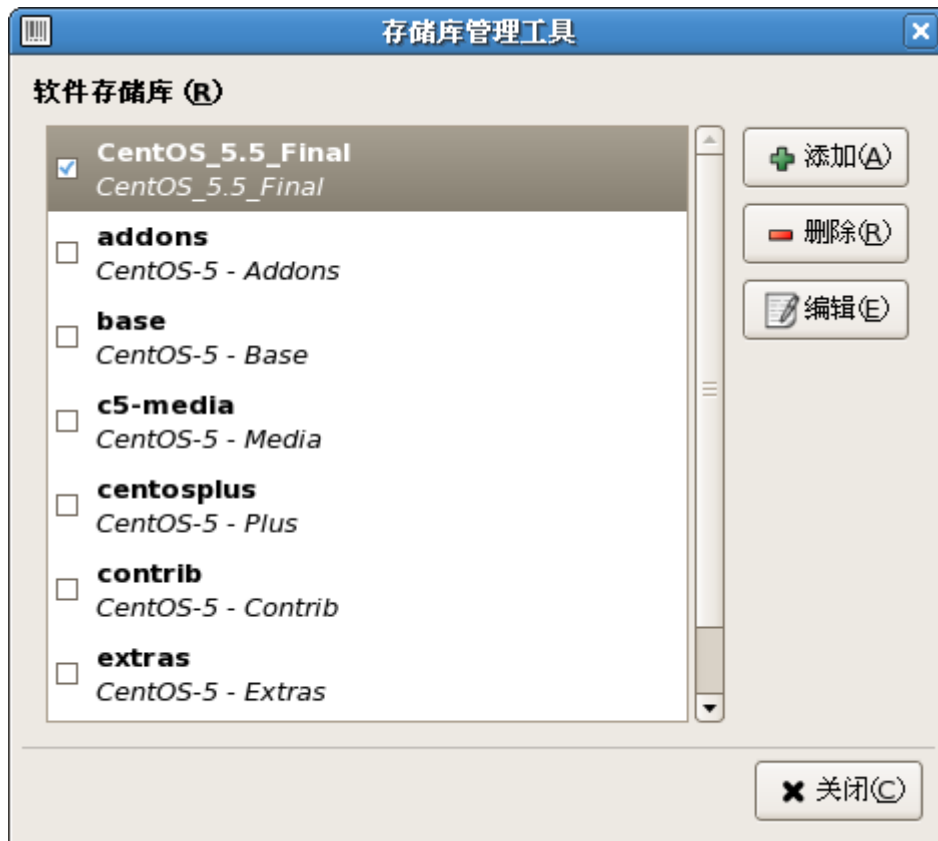 存储库管理工具
软件存储库 (R)
CentOS_5.5_Final
CentOS_5.5_Final
addons
CentOS-5 - Addons
base
CentOS-5 - Base
c5-media
CentOS-5 - Media
centosplus
CentOS-5 - Plus
contrib
CentOS-5 - Contrib
extras
CentOS-5 - Extras
添加(A)
删除(R)
编辑(E)
关闭(C)